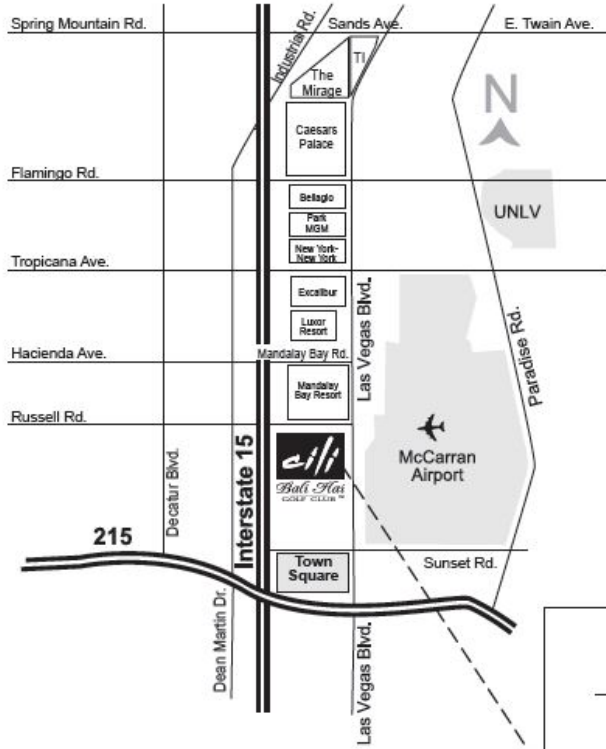 Spring Mountain Rd.
Sands Ave.
E. Twain Ave.
Industrial Rd.
TI
The
Mirage
N
Caesars
Palace
Flamingo Rd.
Bellagio
UNLV
Park
MGM
New York-
New York
Tropicana Ave.
Excalibur
Las Vegas Blvd.
Paradise Rd.
Luxor
Resort
Hacienda Ave.
Mandalay Bay Rd.
Mandalay
Bay Resort
Russell Rd.
Interstate 15
Decatur Blvd.
cili
Bali Hai
GOLF CLUB
McCarran
Airport
215
Town
Square
Sunset Rd.
Dean Martin Dr.
Las Vegas Blvd.